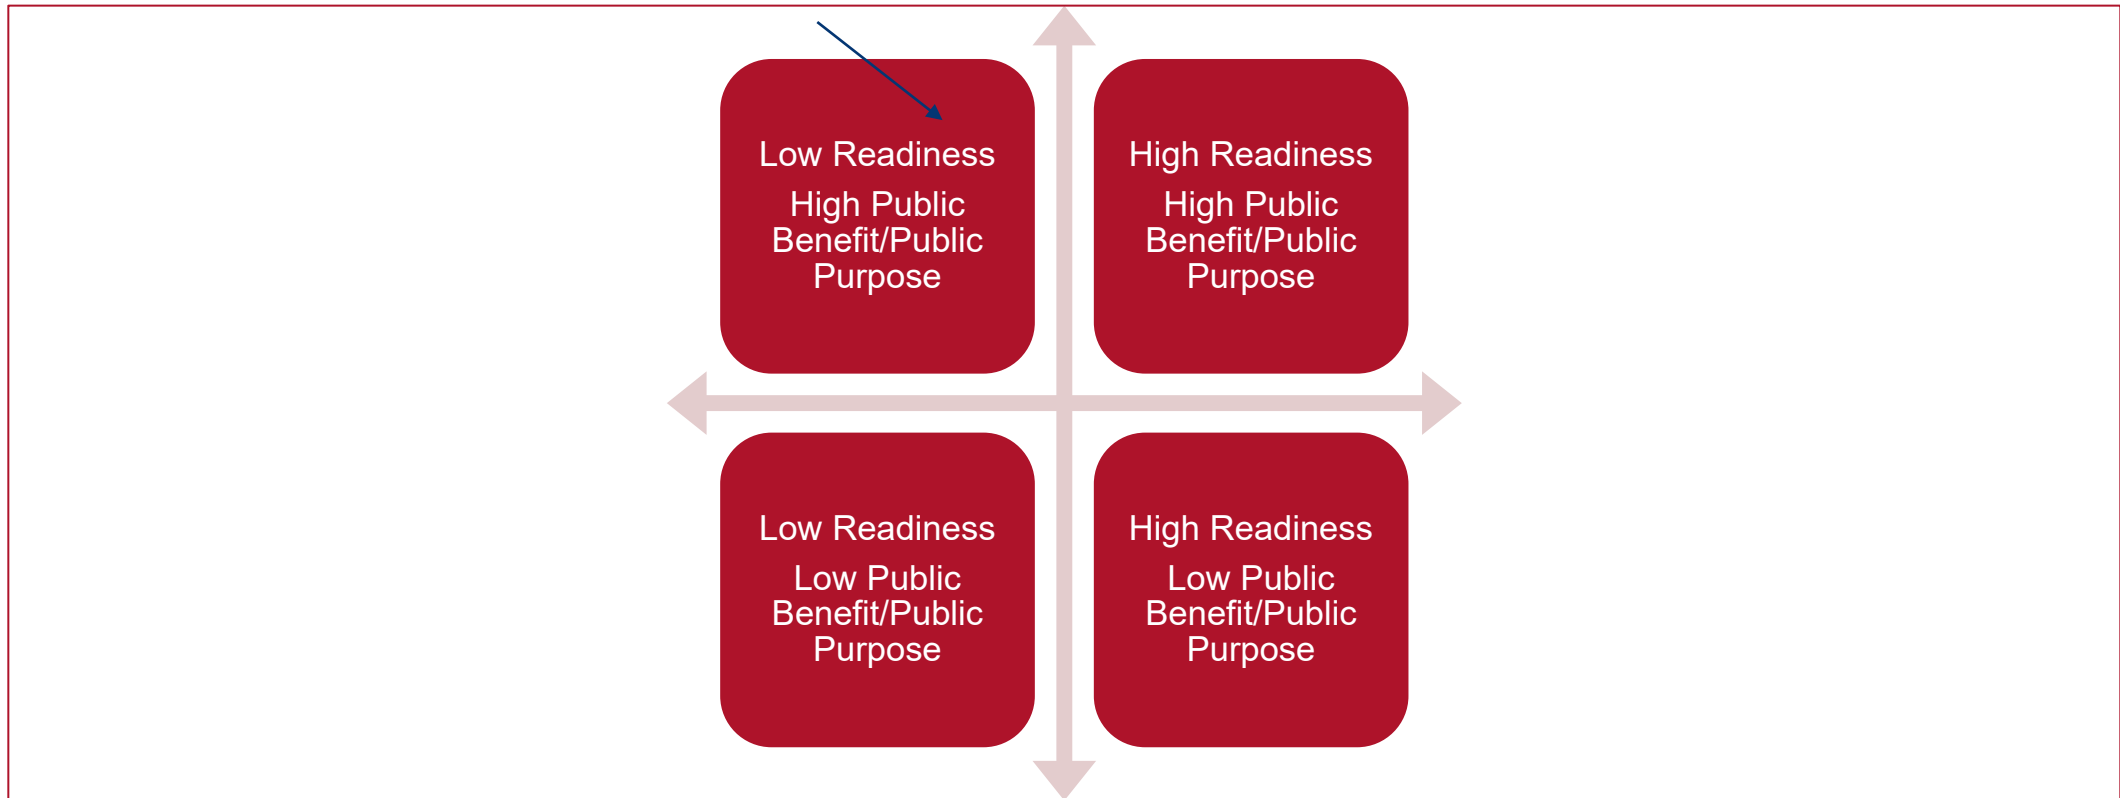 Low Readiness
High Public
Benefit/Public
Purpose
High Readiness
High Public
Benefit/Public
Purpose
Low Readiness
Low Public
Benefit/Public
Purpose
High Readiness
Low Public
Benefit/Public
Purpose